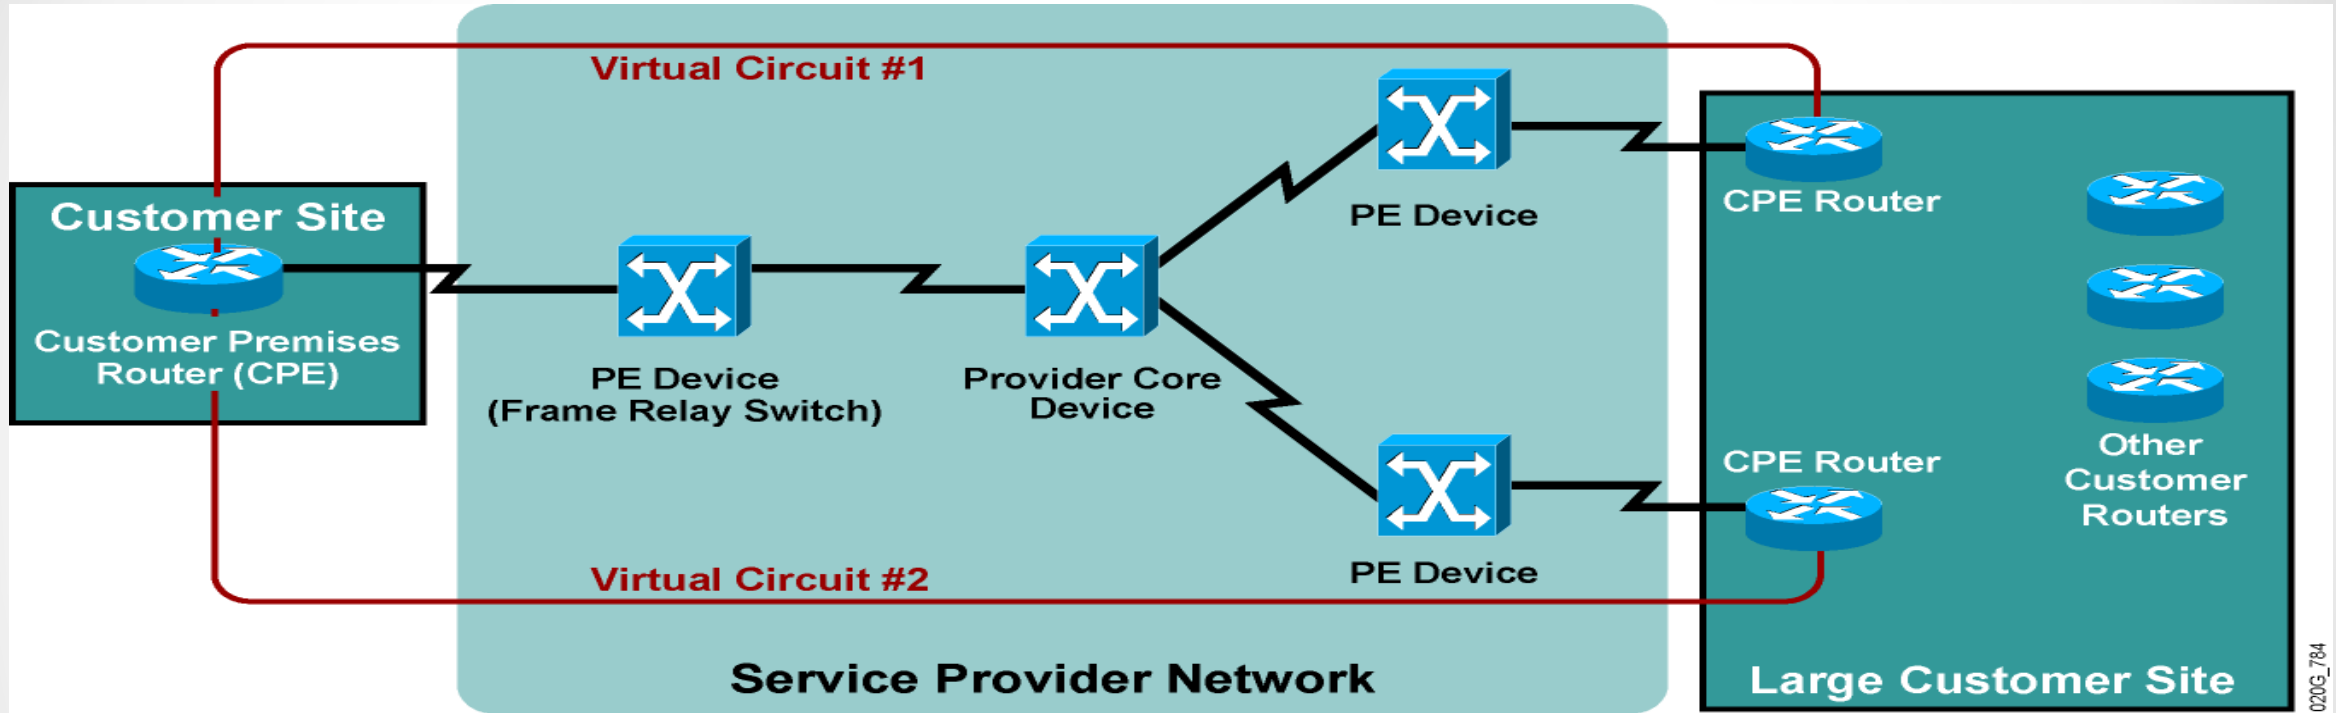 Virtual Circuit #1
Customer Site
Customer Premises
Router (CPE)
PE Device
(Frame Relay Switch)
Provider Core
Device
PE Device
CPE Router
PE Device
CPE Router
Other
Customer
Routers
Virtual Circuit #2
Service Provider Network
Large Customer Site
020G_784